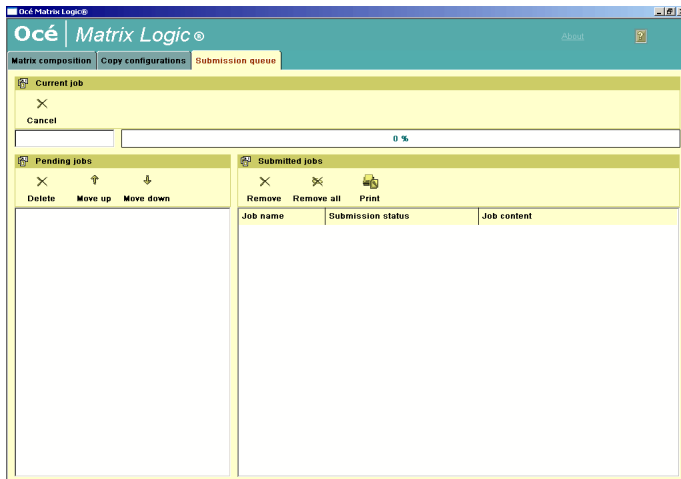 Océ Matrix Logic®
Océ Matrix Logic ®
About
?
Matrix composition Copy configurations Submission queue
Current job
Cancel
0 %
Pending jobs
Delete Move up Move down
Submitted jobs
Remove Remove all Print
Job name Submission status Job content